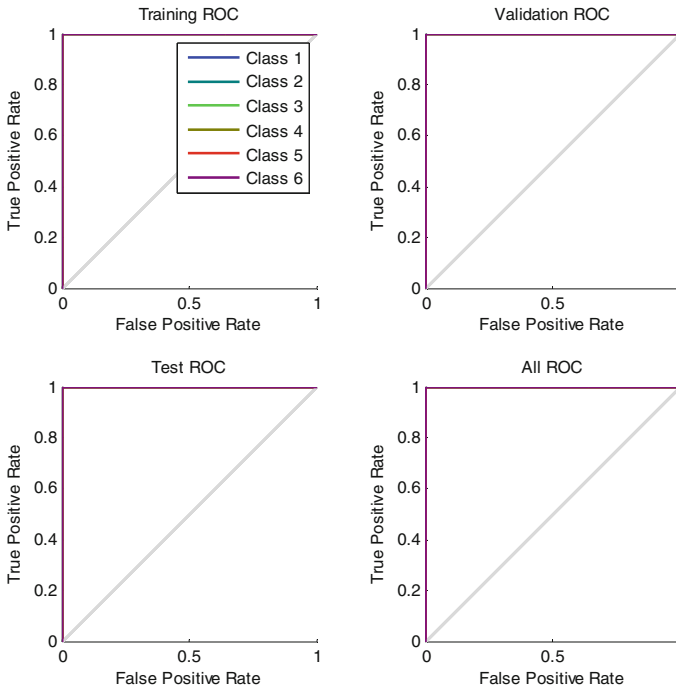 Training ROC
1
0.8
0.6
0.4
0.2
0
True Positive Rate
Class 1
Class 2
Class 3
Class 4
Class 5
Class 6
0
0.5
1
False Positive Rate
Validation ROC
1
0.8
0.6
0.4
0.2
0
True Positive Rate
0
0.5
False Positive Rate
Test ROC
1
0.8
0.6
0.4
0.2
0
True Positive Rate
0
0.5
1
False Positive Rate
All ROC
1
0.8
0.6
0.4
0.2
0
True Positive Rate
0
0.5
False Positive Rate